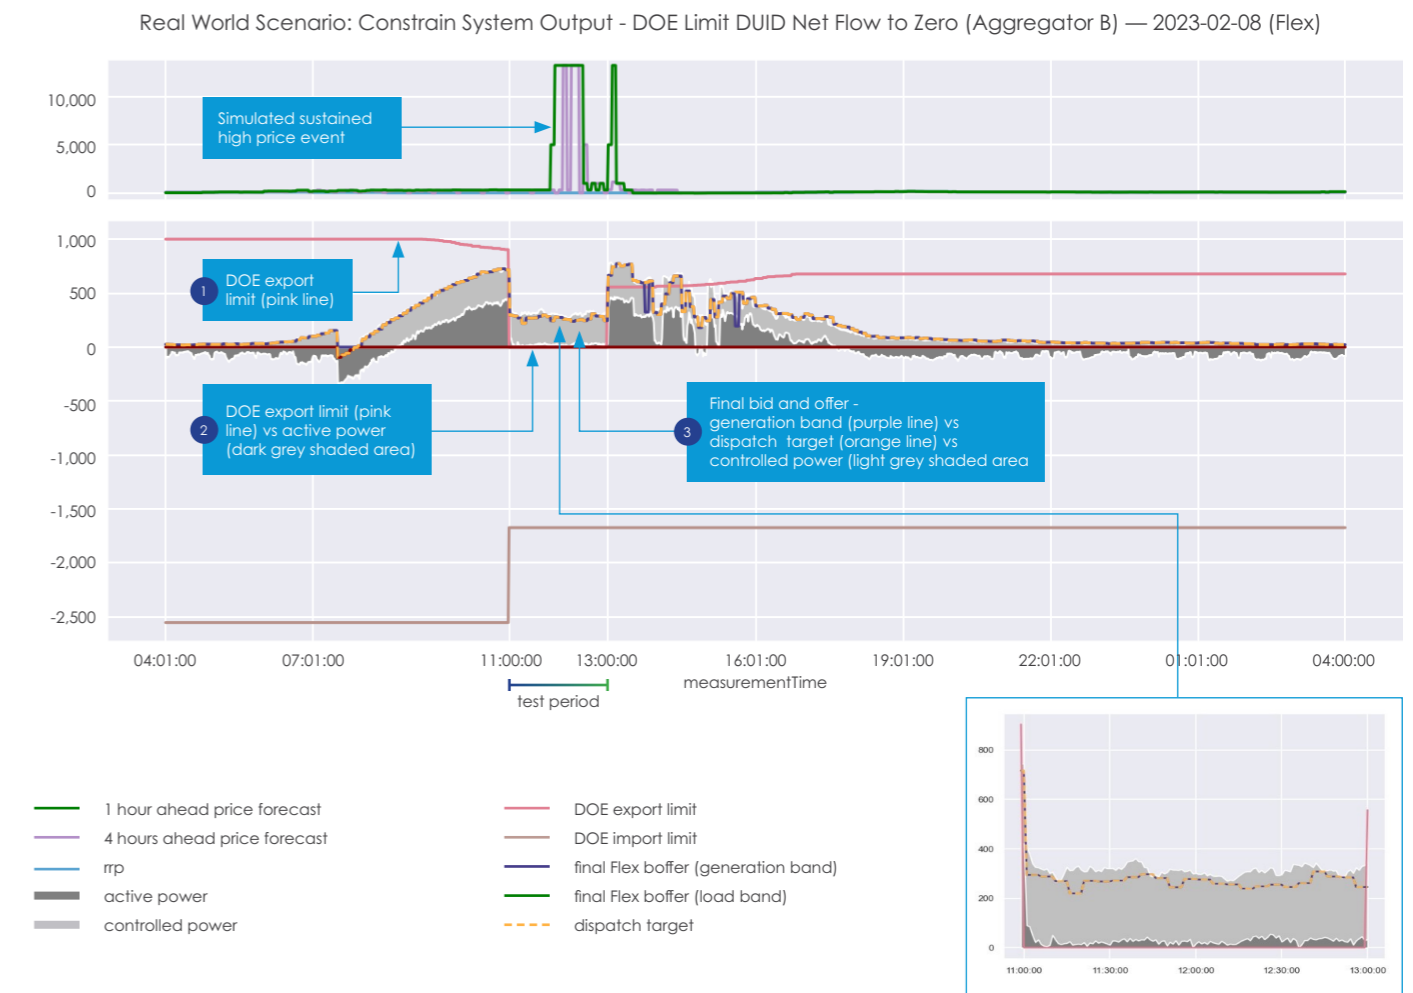 Real World Scenario: Constrain System Output - DOE Limit DUID Net Flow to Zero (Aggregator B) — 2023-02-08 (Flex)
10,000
5,000
0
Simulated sustained
high price event
1,000
500
0
-500
-1,000
-1,500
-2,000
-2,500
1
DOE export
limit (pink line)
2
DOE export limit (pink
line) vs active power
(dark grey shaded area)
3
Final bid and offer -
generation band (purple line) vs
dispatch target (orange line) vs
controlled power (light grey shaded area
04:01:00
07:01:00
11:00:00
13:00:00
16:01:00
19:01:00
22:01:00
01:01:00
04:00:00
measurementTime
test period
800
600
400
200
0
11:00:00
11:30:00
12:00:00
12:30:00
13:00:00
1 hour ahead price forecast
4 hours ahead price forecast
rrp
active power
controlled power
DOE export limit
DOE import limit
final Flex boffer (generation band)
final Flex boffer (load band)
dispatch target